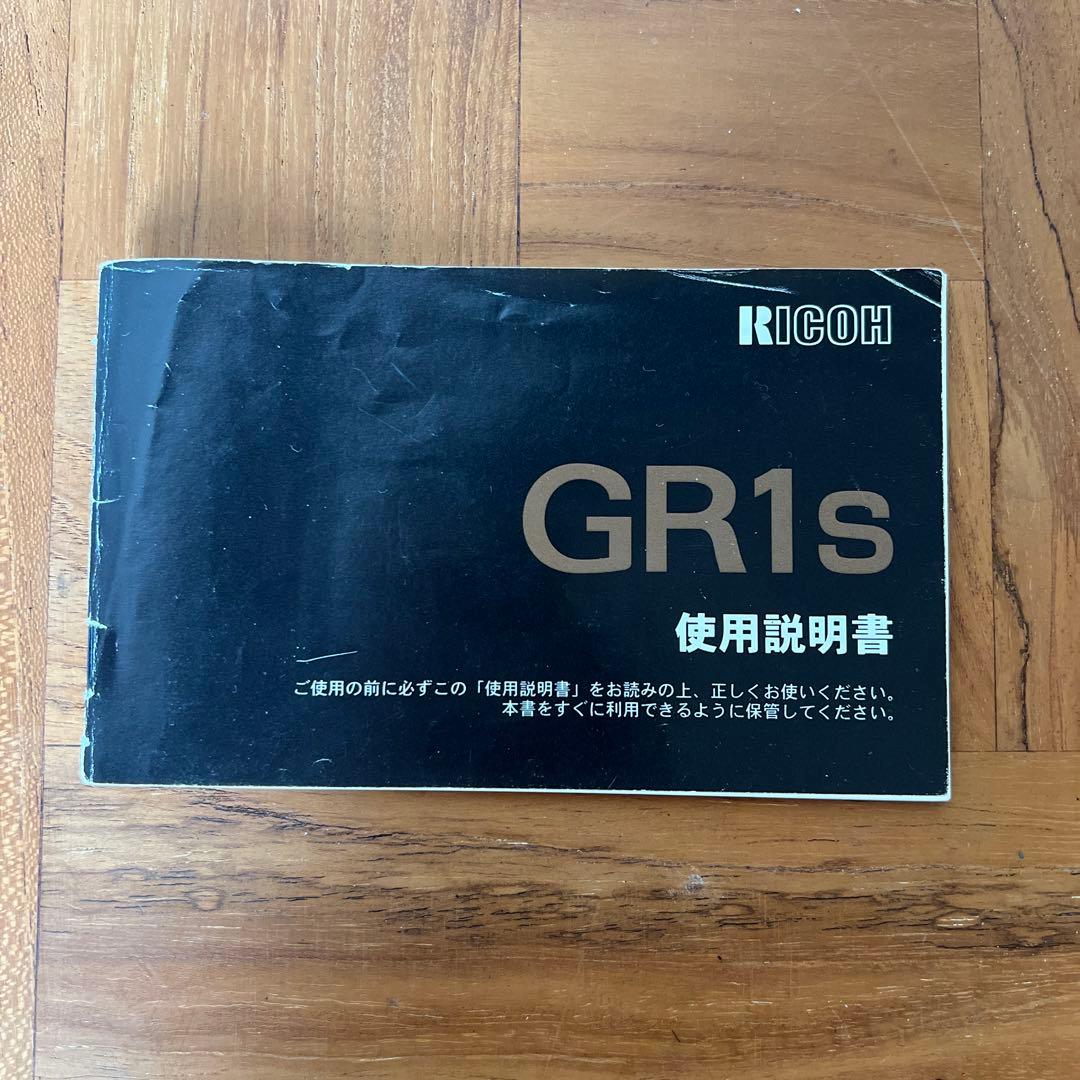 RICOH
GR1s
使用説明書
ご使用の前に必ずこの「使用説明書」をお読みの上、正しくお使いください。
本書をすぐに利用できるように保管してください。